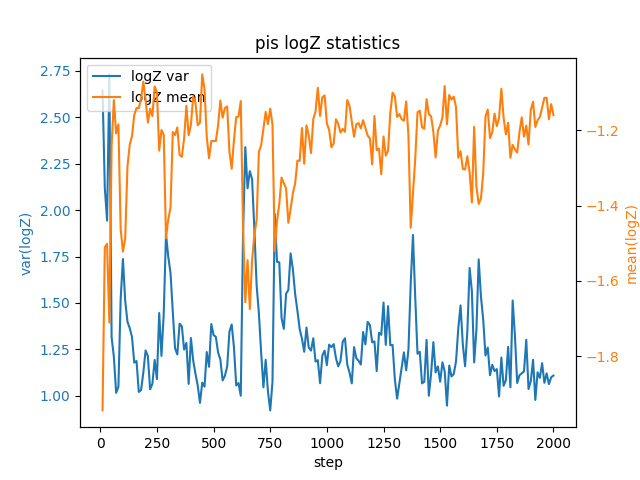 pis logZ statistics
logZ var
logZ mean
2.75
2.50
2.25
2.00
1.75
1.50
1.25
1.00
var(logZ)
−1.2
−1.4
−1.6
−1.8
mean(logZ)
0 250 500 750 1000 1250 1500 1750 2000
step